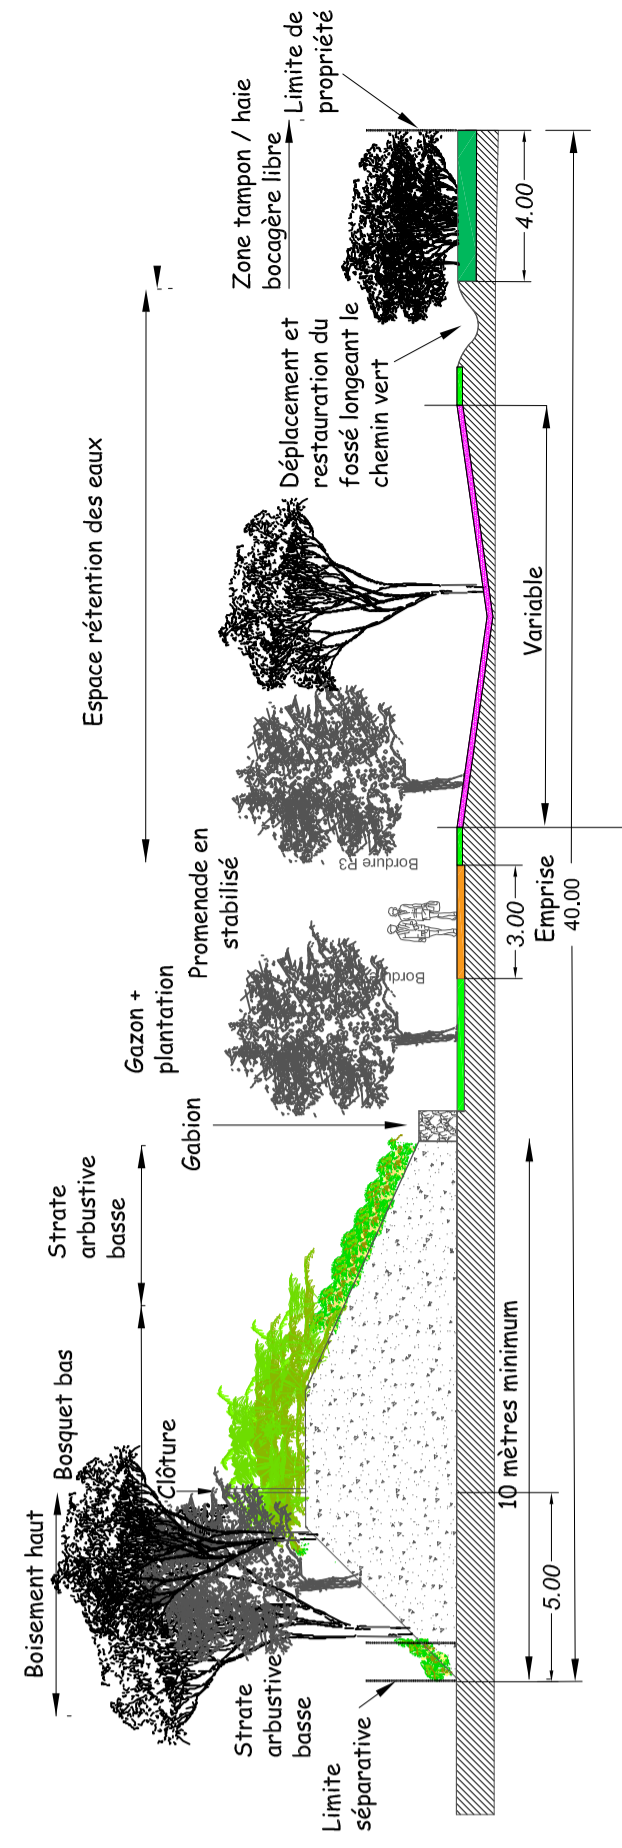 Boisement haut
Bosquet bas
Strate
arbustive
basse
Clôture
Gabion
Gazon +
plantation
Promenade en
stabilisé
Espace rétention des eaux
Zone tampon / haie
bocagère libre
Limite de
propriété
Déplacement et
restauration du
fossé longeant le
chemin vert
Strate
arbustive
basse
Limite
séparative
Bordure
Bordure R3
5.00
10 mètres minimum
3.00
Emprise
40.00
Variable
4.00